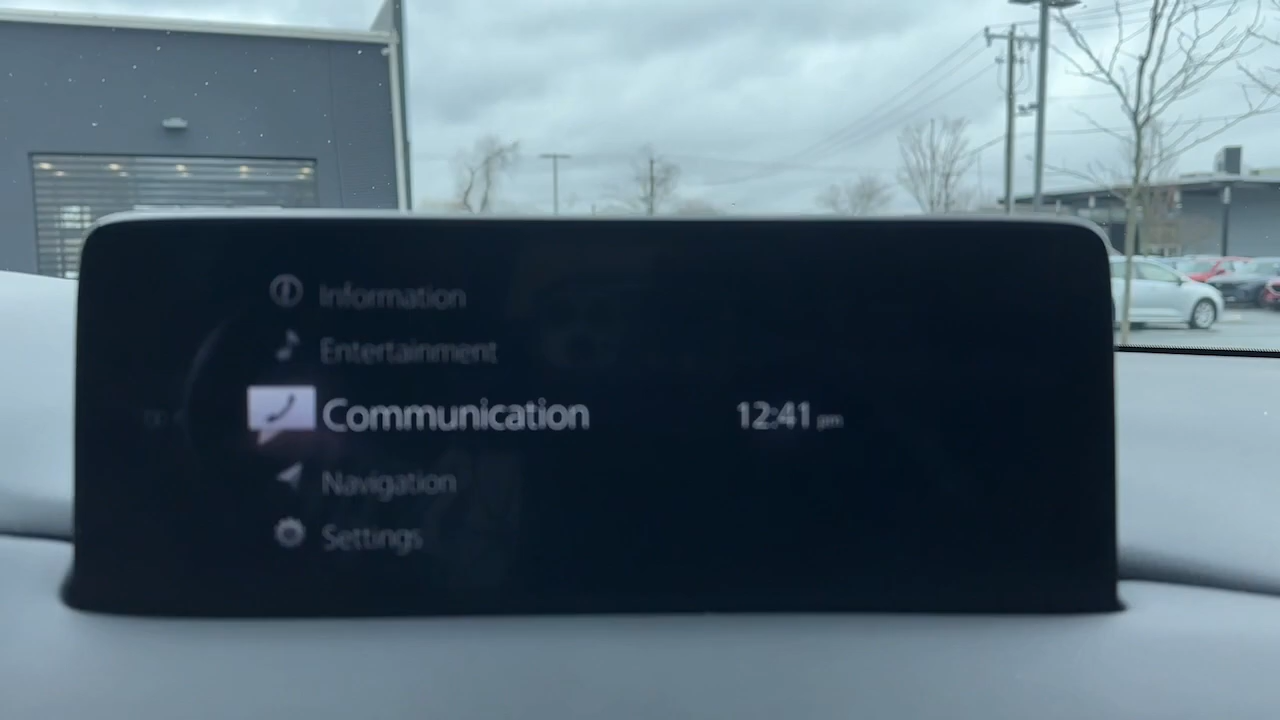 Information
Entertainment
Communication
12:41 pm
Navigation
Settings